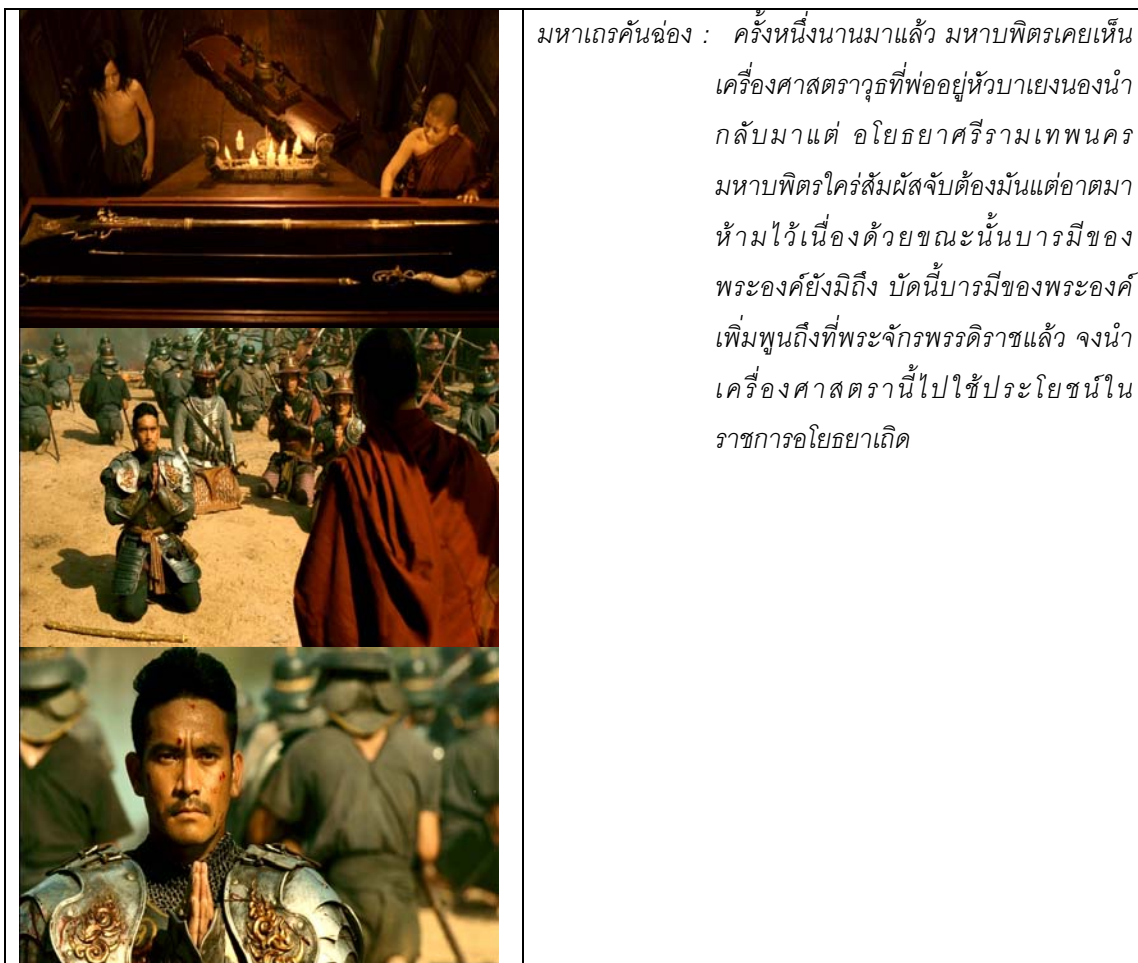 มหาเถรคันฉ่อง : ครั้งหนึ่งนานมาแล้ว มหาบพิตรเคยเห็น
เครื่องศาสตราวุธที่พ่ออยู่หัวบาเยงนองนำ
กลับมาแต่ อโยธยาศรีรามเทพนคร
มหาบพิตรใคร่สัมผัสจับต้องมันแต่อาตมา
ห้ามไว้เนื่องด้วยขณะนั้นบารมีของ
พระองค์ยังมิถึง บัดนี้บารมีของพระองค์
เพิ่มพูนถึงที่พระจักรพรรดิราชแล้ว จงนำ
เครื่องศาสตรานี้ไปใช้ประโยชน์ใน
ราชการอโยธยาเถิด